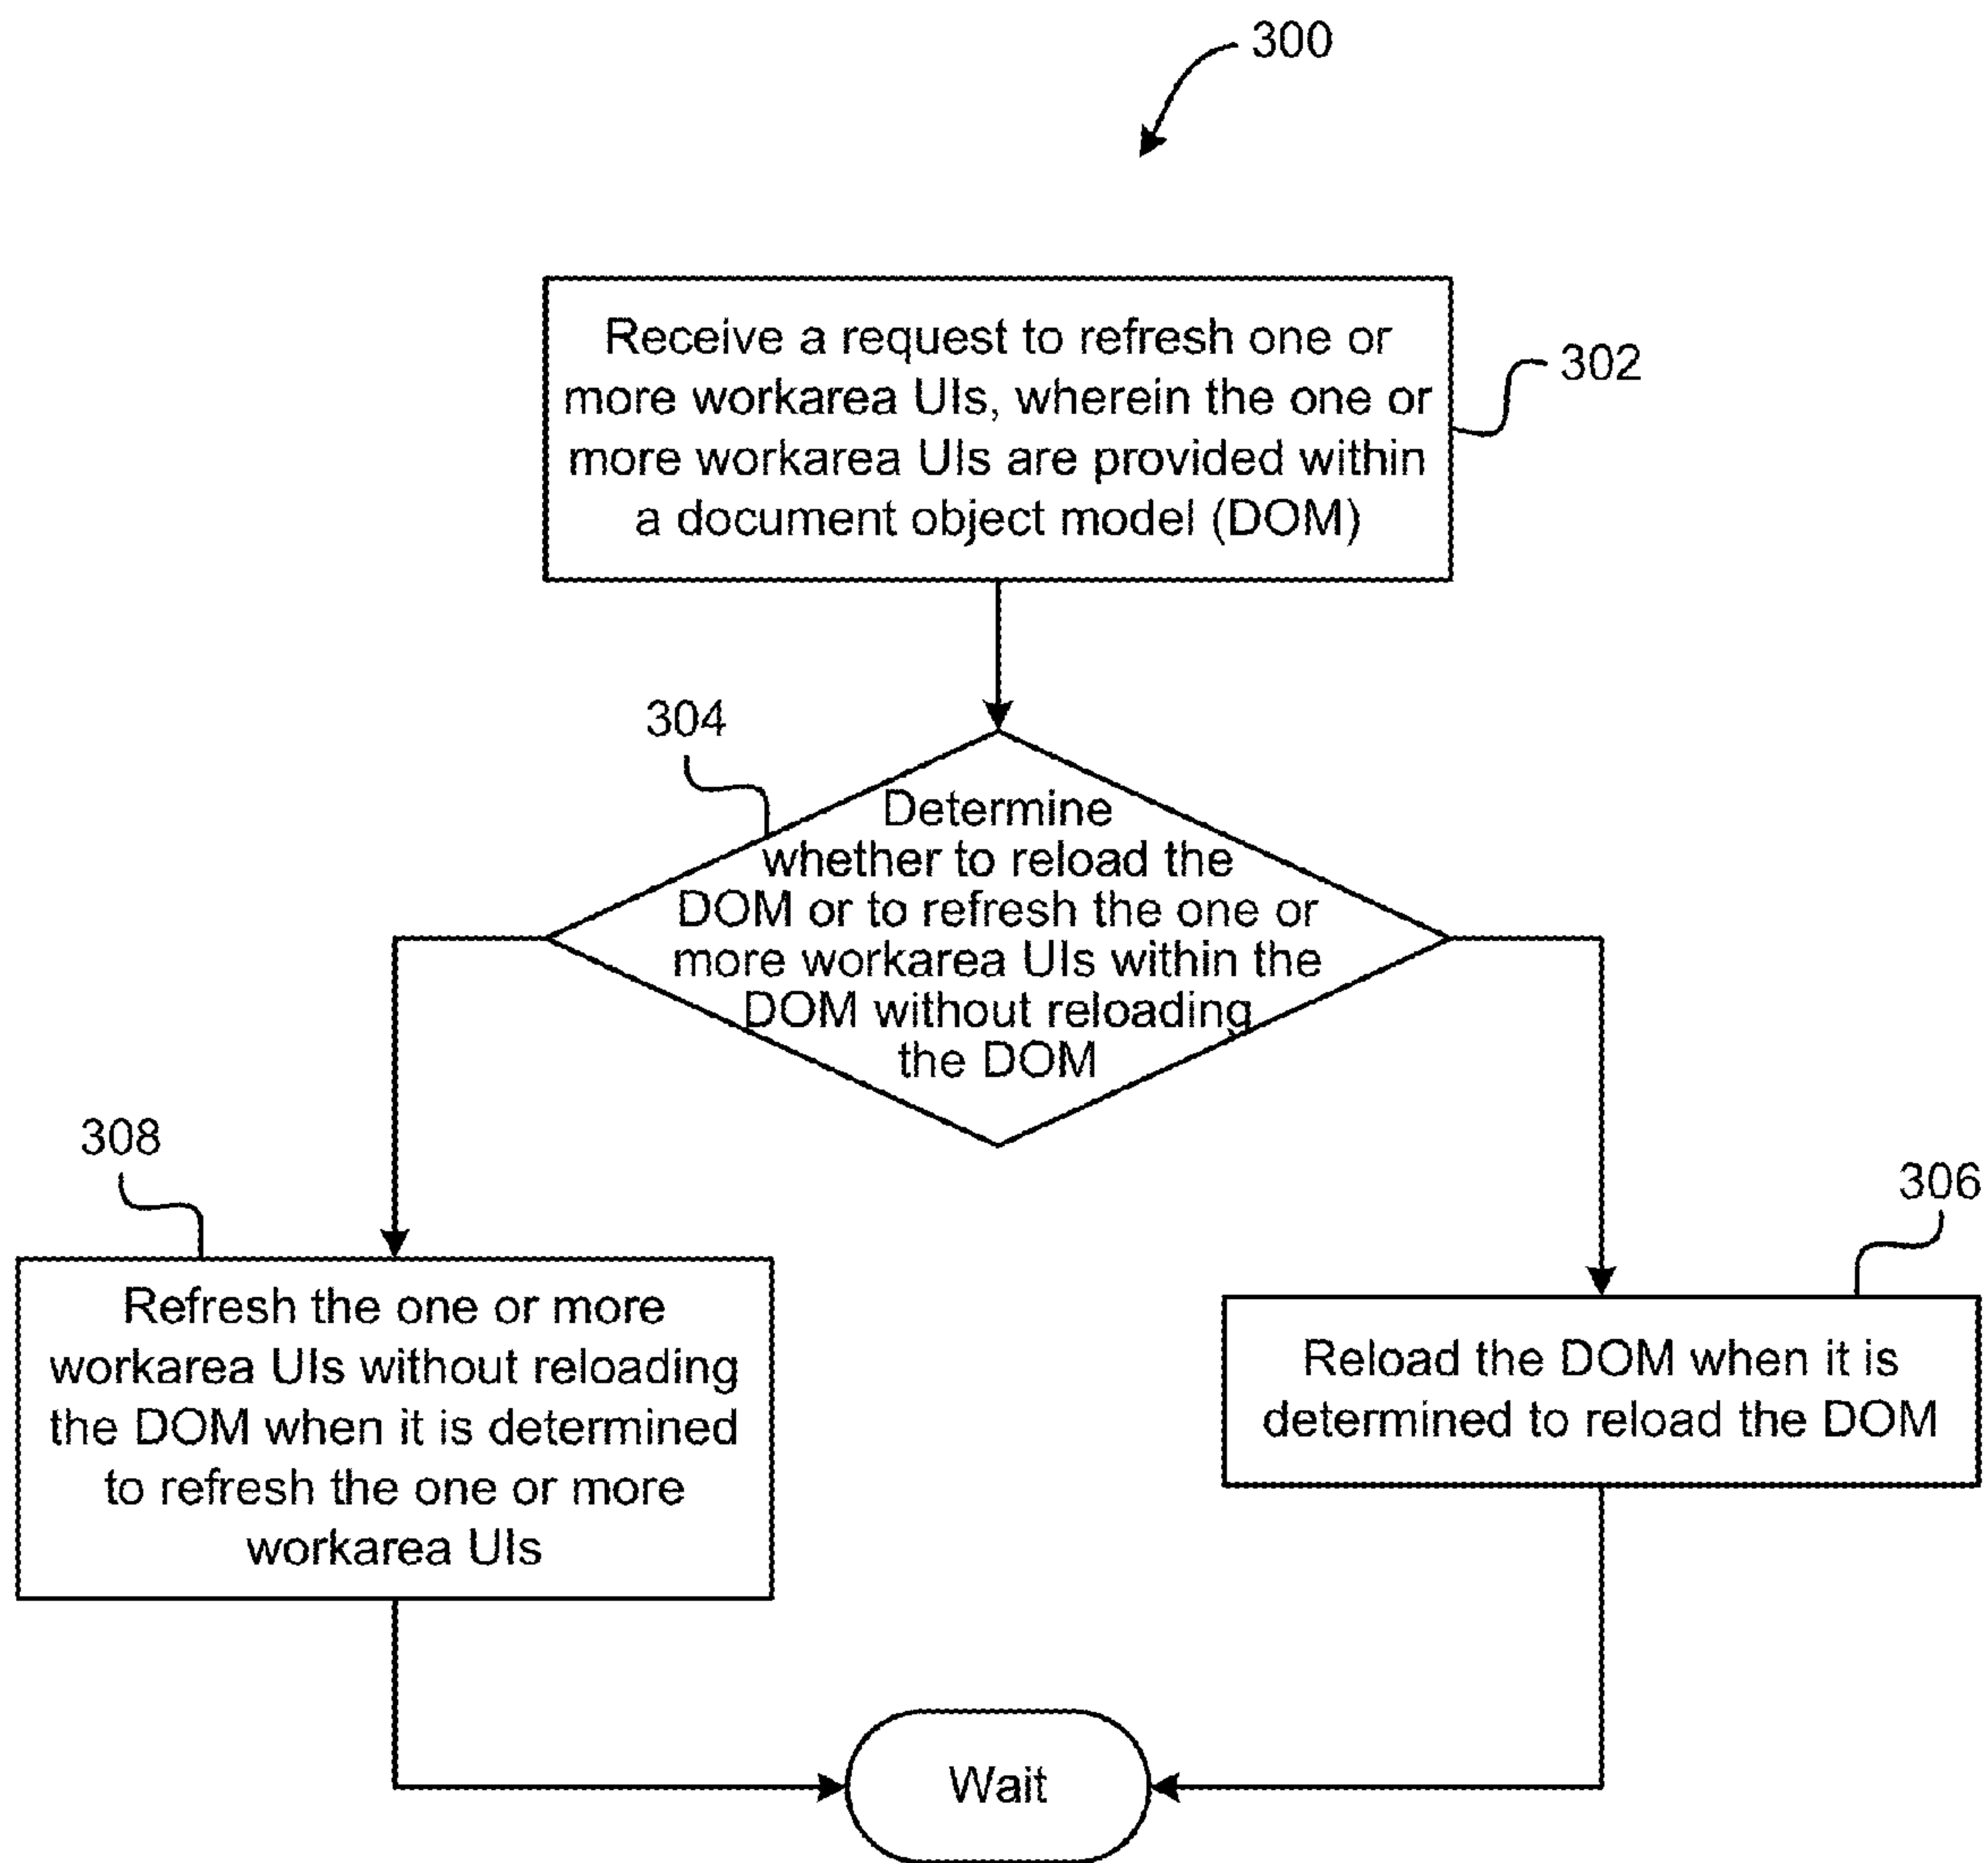 300
Receive a request to refresh one or
more workarea UIs, wherein the one or
more workarea UIs are provided within
a document object model (DOM)
302
304
Determine
whether to reload the
DOM or to refresh the one or
more workarea UIs within the
DOM without reloading
the DOM
308
Refresh the one or more
workarea UIs without reloading
the DOM when it is determined
to refresh the one or more
workarea UIs
306
Reload the DOM when it is
determined to reload the DOM
Wait